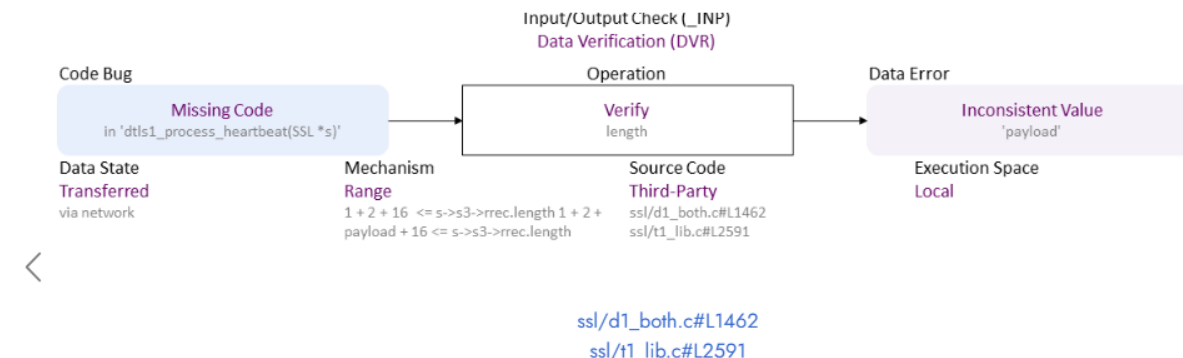 Input/Output Check (_INP)
Data Verification (DVR)
Code Bug
Operation
Data Error
Missing Code
in 'dtls1_process_heartbeat(SSL *s)'
Verify
length
Inconsistent Value
'payload'
Data State
Transferred
via network
Mechanism
Range
1 + 2 + 16 <= s->s3->rrec.length 1 + 2 +
payload + 16 <= s->s3->rrec.length
Source Code
Third-Party
ssl/d1_both.c#L1462
ssl/t1_lib.c#L2591
Execution Space
Local
ssl/d1_both.c#L1462
ssl/t1_lib.c#L2591